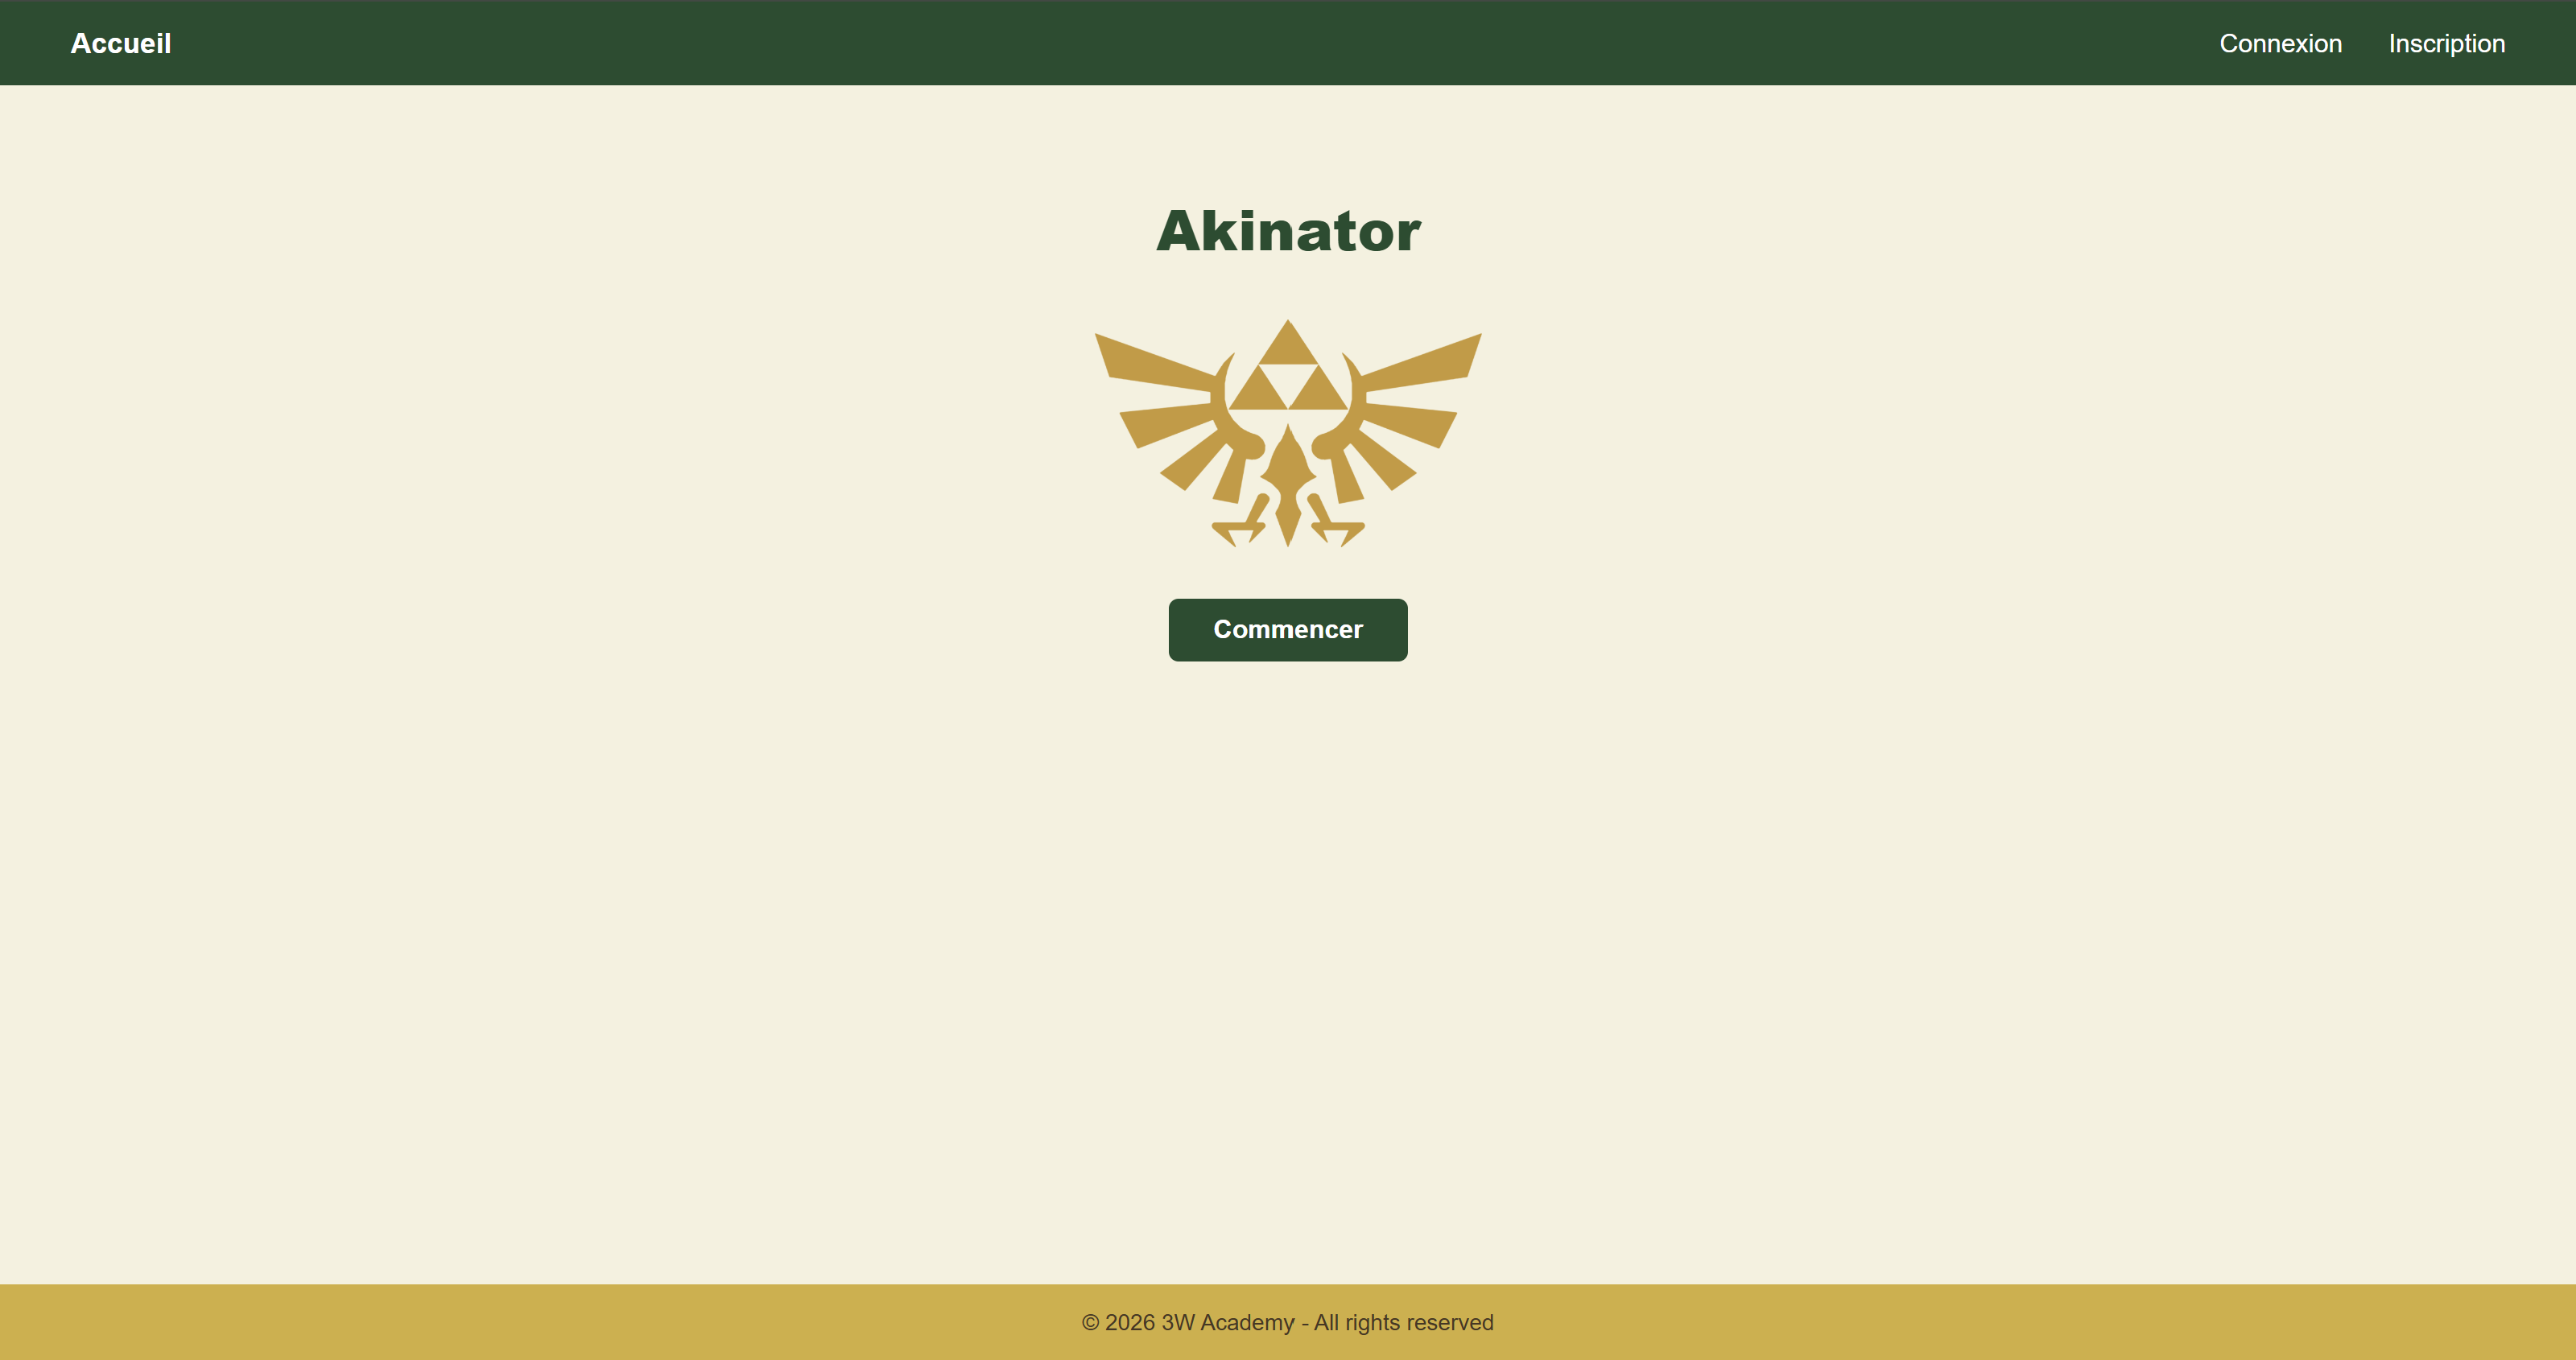 Accueil
Connexion
Inscription
Akinator
Commencer
© 2026 3W Academy - All rights reserved